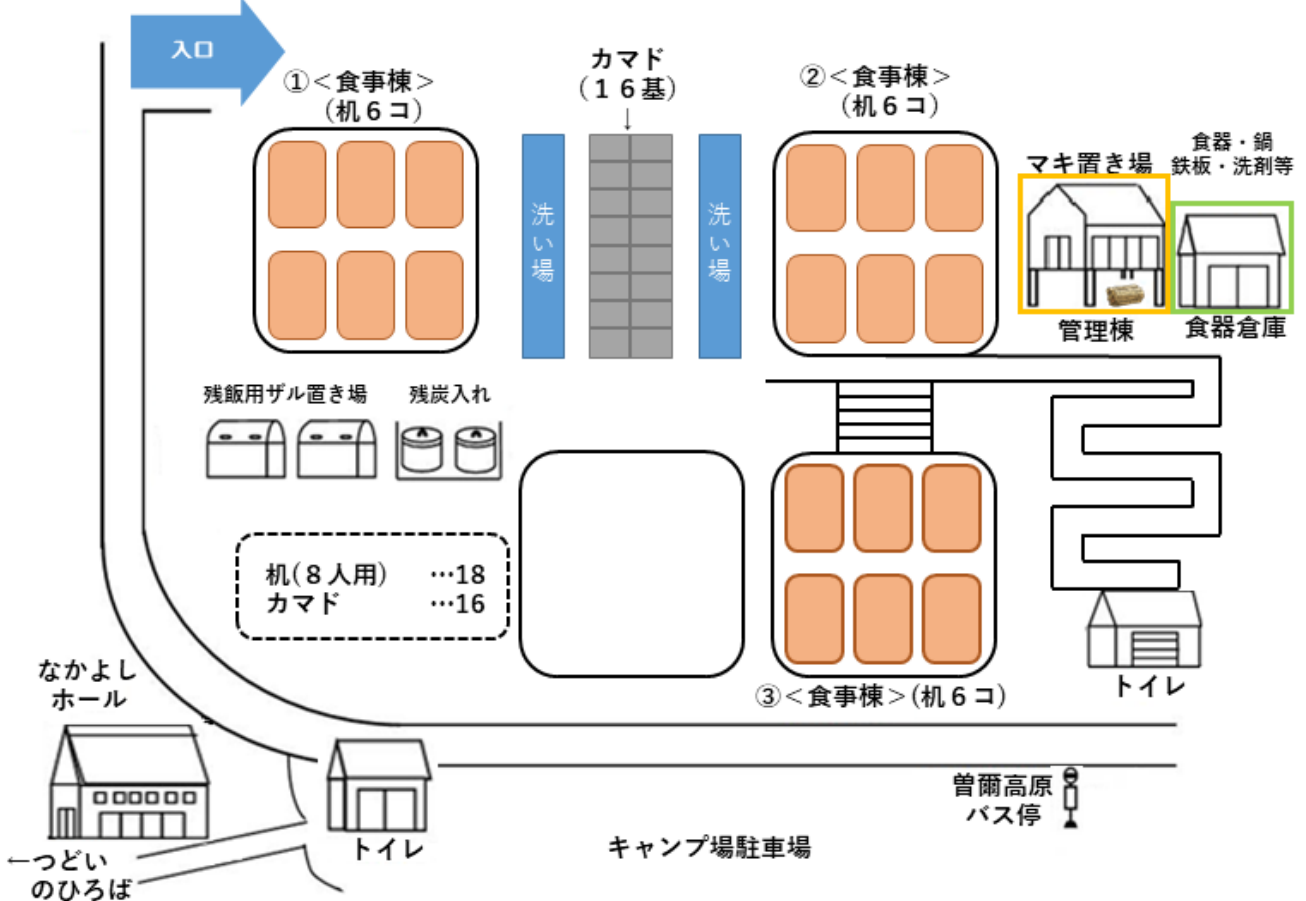 入口
①＜食事棟＞
(机６コ)
カマド
(１６基)
↓
②＜食事棟＞
(机６コ)
洗い場
洗い場
マキ置き場
食器・鍋
鉄板・洗剤等
管理棟
食器倉庫
残飯用ザル置き場
残炭入れ
机(８人用) …18
カマド …16
③＜食事棟＞(机６コ)
トイレ
なかよし
ホール
トイレ
曽爾高原
バス停
キャンプ場駐車場
←つどい
のひろば